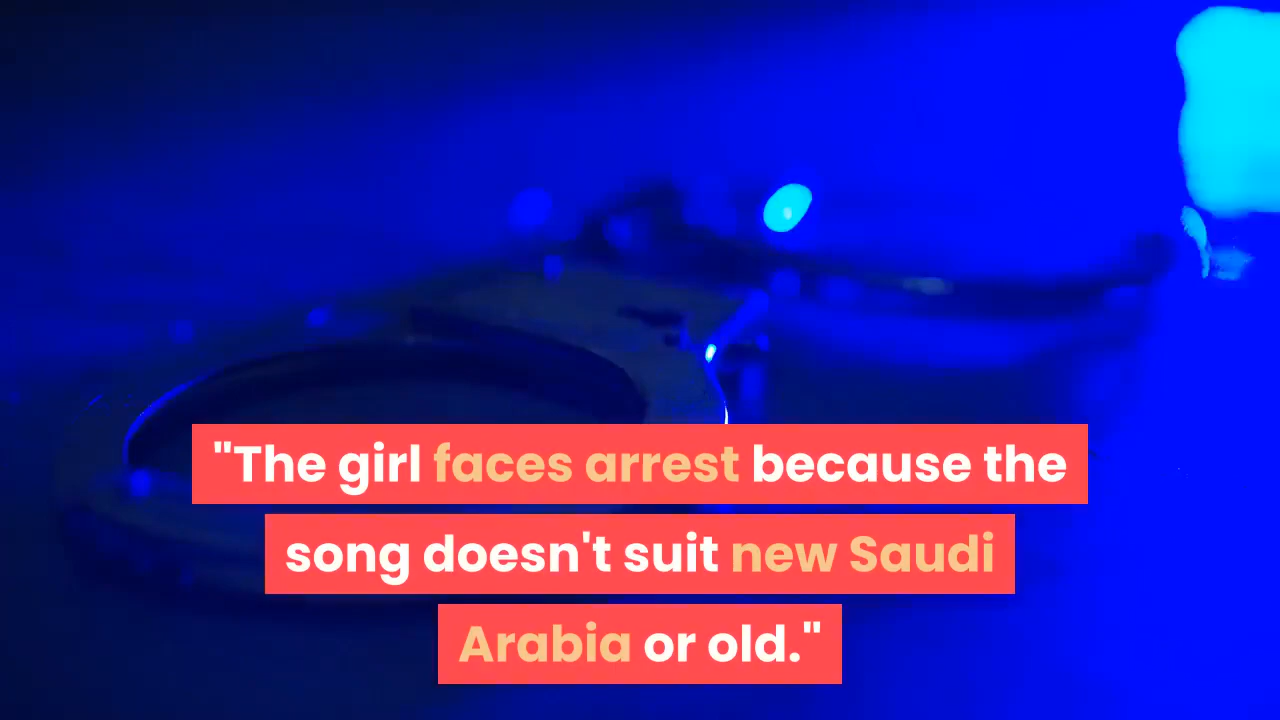 "The girl faces arrest because the
song doesn't suit new Saudi
Arabia or old."